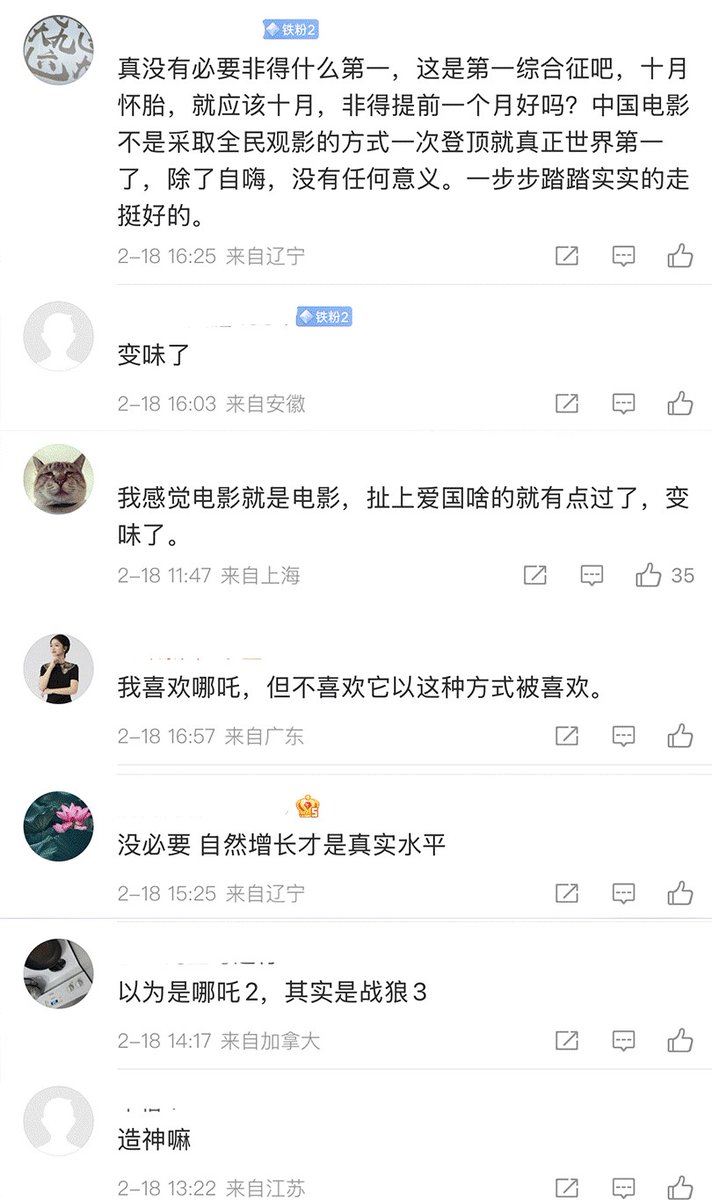 铁粉2
真没有必要非得什么第一，这是第一综合征吧，十月
怀胎，就应该十月，非得提前一个月好吗？中国电影
不是采取全民观影的方式一次登顶就真正世界第一
了，除了自嗨，没有任何意义。一步步踏踏实实的走
挺好的。
2-18 16:25 来自辽宁
铁粉2
变味了
2-18 16:03 来自安徽
我感觉电影就是电影，扯上爱国啥的就有点过了，变
味了。
2-18 11:47 来自上海 35
我喜欢哪吒，但不喜欢它以这种方式被喜欢。
2-18 16:57 来自广东
没必要 自然增长才是真实水平
2-18 15:25 来自辽宁
以为是哪吒2，其实是战狼3
2-18 14:17 来自加拿大
造神嘛
2-18 13:22 来自江苏